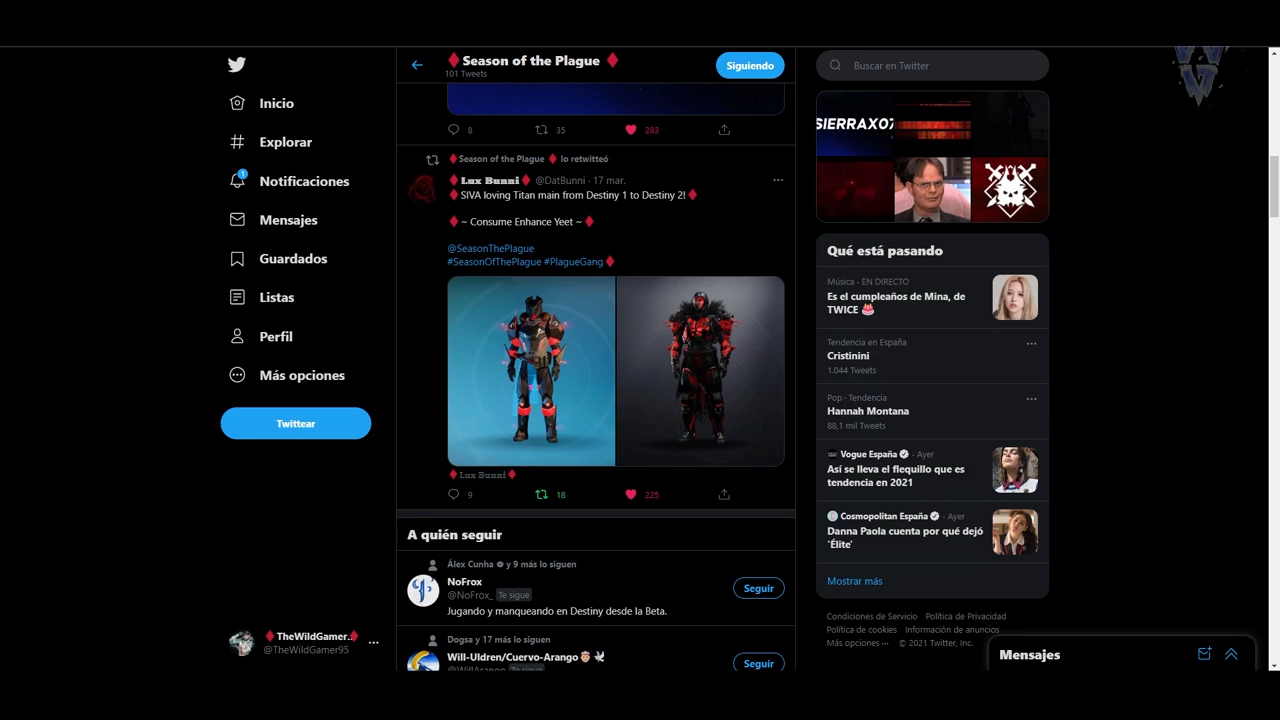 Inicio
Explorar
1
Notificaciones
Mensajes
Guardados
Listas
Perfil
Más opciones
Twittear
TheWildGamer..
@TheWildGamer95
Season of the Plague
101 Tweets
Siguiendo
8 35 283
Season of the Plague lo retwitteó
Lux Bunni @DatBunni · 17 mar.
SIVA loving Titan main from Destiny 1 to Destiny 2!
~ Consume Enhance Yeet ~
@SeasonThePlague
#SeasonOfThePlague #PlagueGang
Lux Bunni
9 18 225
A quién seguir
Álex Cunha y 9 más lo siguen
NoFrox
@NoFrox_ Te sigue
Seguir
Jugando y manqueando en Destiny desde la Beta.
Dogsa y 17 más lo siguen
Will-Uldren/Cuervo-Arango
@WillArango Te sigue
Seguir
Buscar en Twitter
SIERRAX07
Qué está pasando
Música · EN DIRECTO
Es el cumpleaños de Mina, de
TWICE
Tendencia en España
Cristinini
1.044 Tweets
Pop · Tendencia
Hannah Montana
88,1 mil Tweets
Vogue España · Ayer
Así se lleva el flequillo que es
tendencia en 2021
Cosmopolitan España · Ayer
Danna Paola cuenta por qué dejó
'Élite'
Mostrar más
Condiciones de Servicio Política de Privacidad
Política de cookies Información de anuncios
Más opciones ··· © 2021 Twitter, Inc.
Mensajes